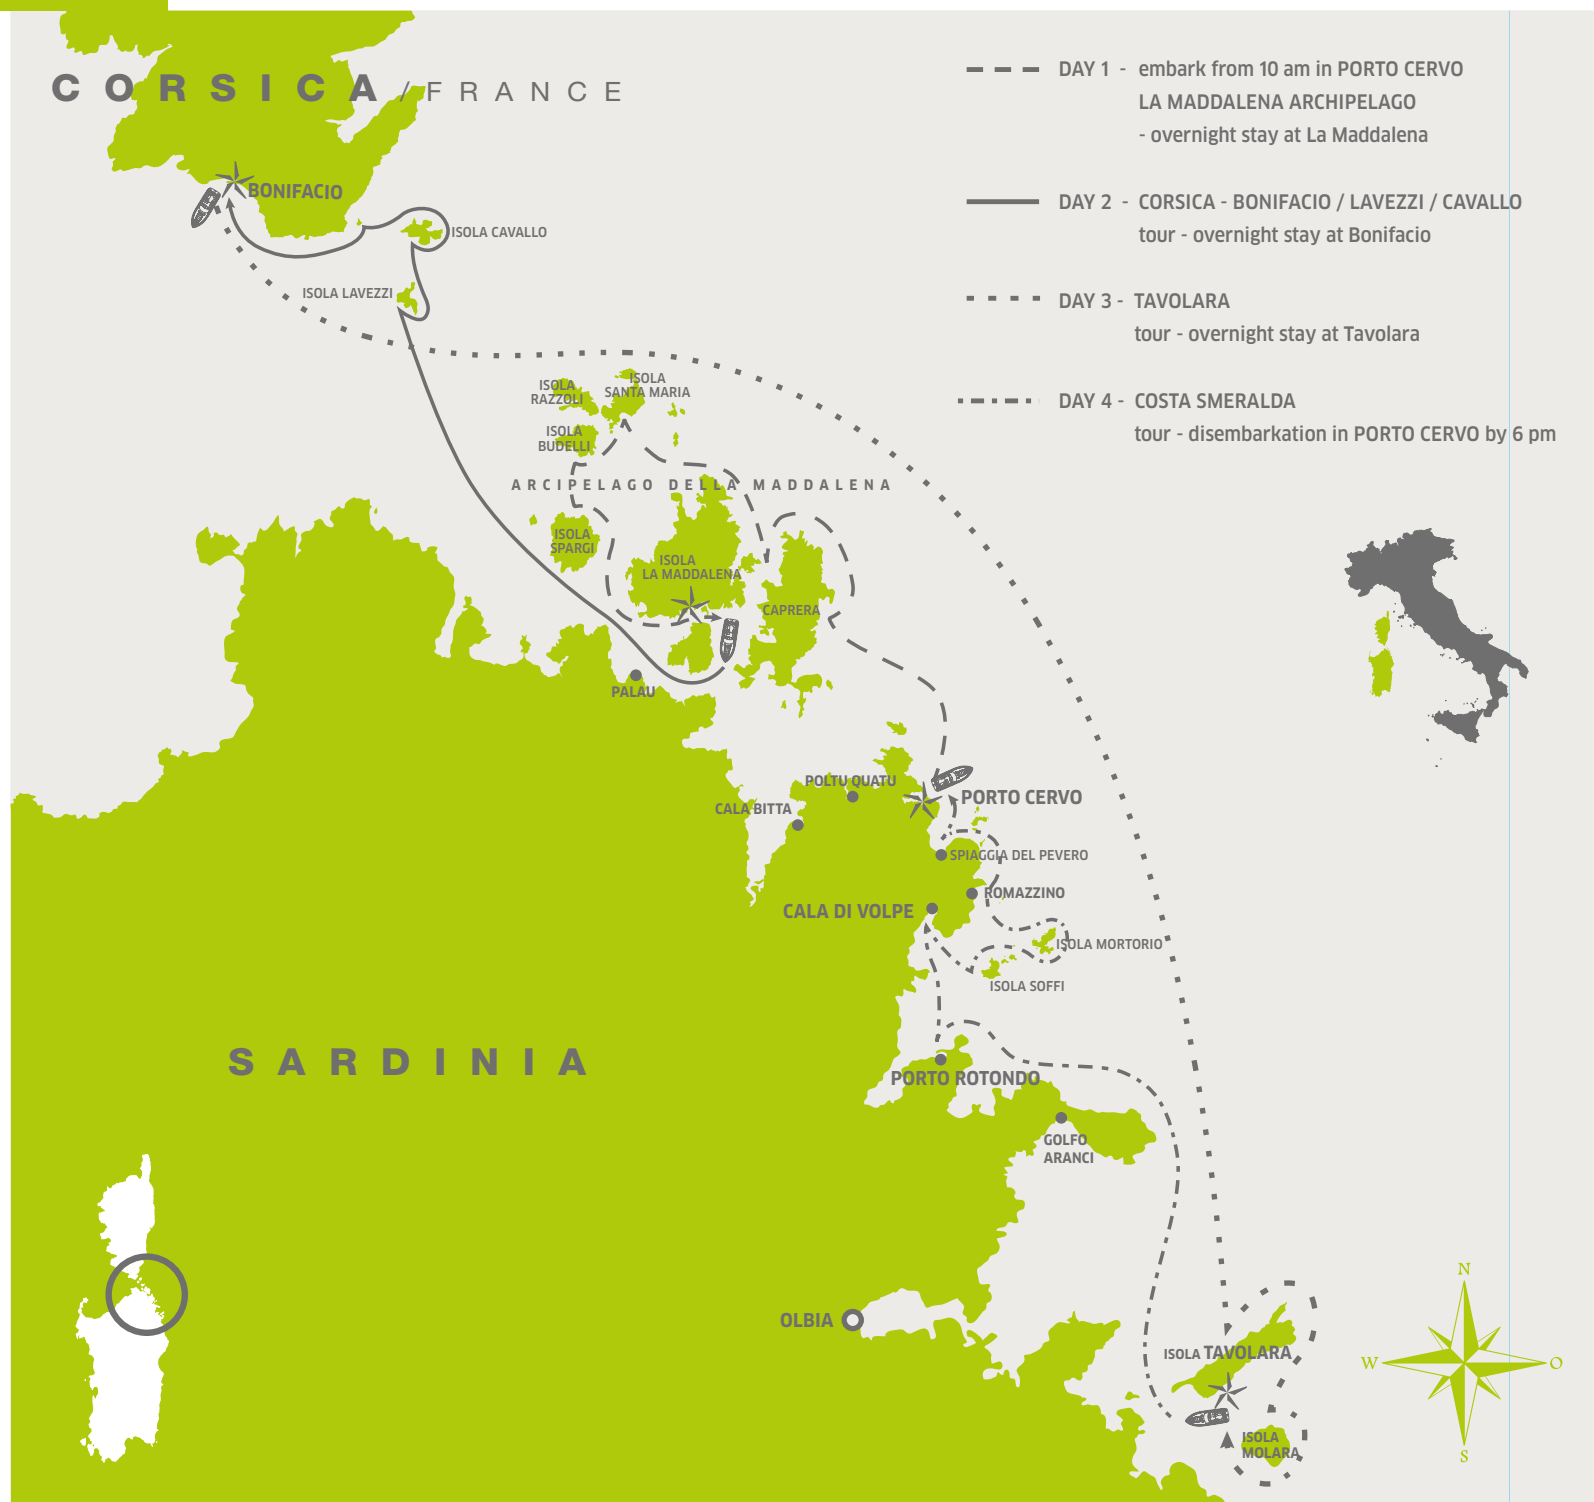 CORSICA / FRANCE
DAY 1 - embark from 10 am in PORTO CERVO
LA MADDALENA ARCHIPELAGO
- overnight stay at La Maddalena
DAY 2 - CORSICA - BONIFACIO / LAVEZZI / CAVALLO
tour - overnight stay at Bonifacio
DAY 3 - TAVOLARA
tour - overnight stay at Tavolara
DAY 4 - COSTA SMERALDA
tour - disembarkation in PORTO CERVO by 6 pm
BONIFACIO
ISOLA CAVALLO
ISOLA LAVEZZI
ISOLA
RAZZOLI
ISOLA
SANTA MARIA
ISOLA
BUDELLI
ARCIPELAGO DELLA MADDALENA
ISOLA
SPARGI
ISOLA
LA MADDALENA
CAPRERA
PALAU
POLTU QUATU
CALA BITTA
PORTO CERVO
SPIAGGIA DEL PEVERO
ROMAZZINO
CALA DI VOLPE
ISOLA MORTORIO
ISOLA SOFFI
SARDINIA
PORTO ROTONDO
GOLFO
ARANCI
OLBIA
ISOLA TAVOLARA
ISOLA
MOLARA
N
W
O
S